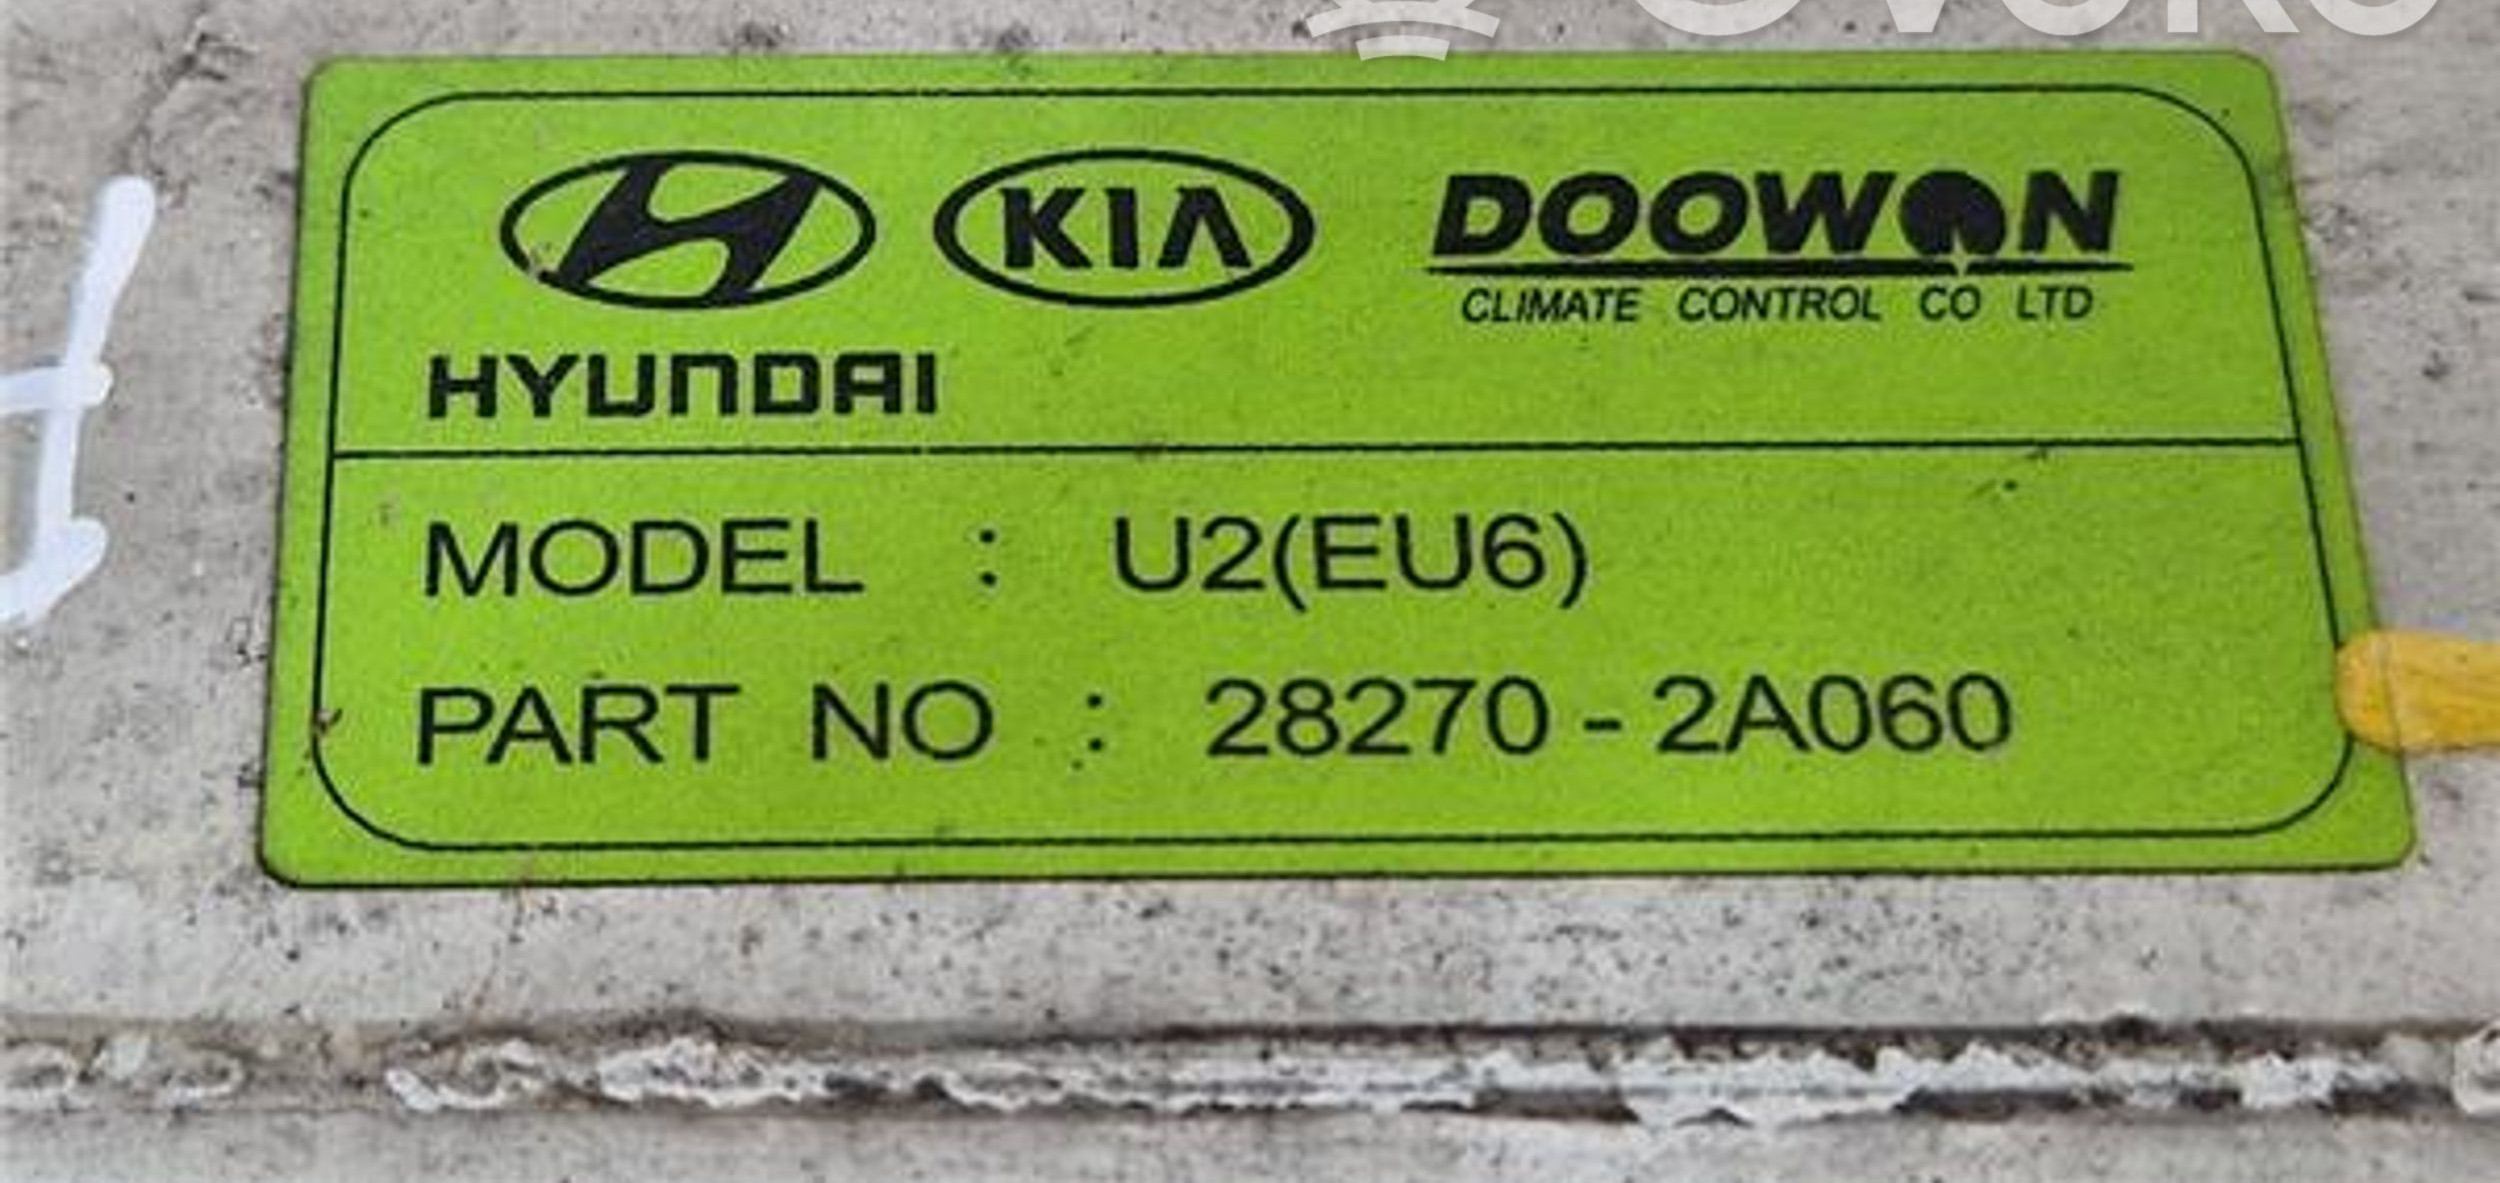 KIA DOOWON
CLIMATE CONTROL CO LTD
HYUNDAI
MODEL : U2(EU6)
PART NO : 28270-2A060